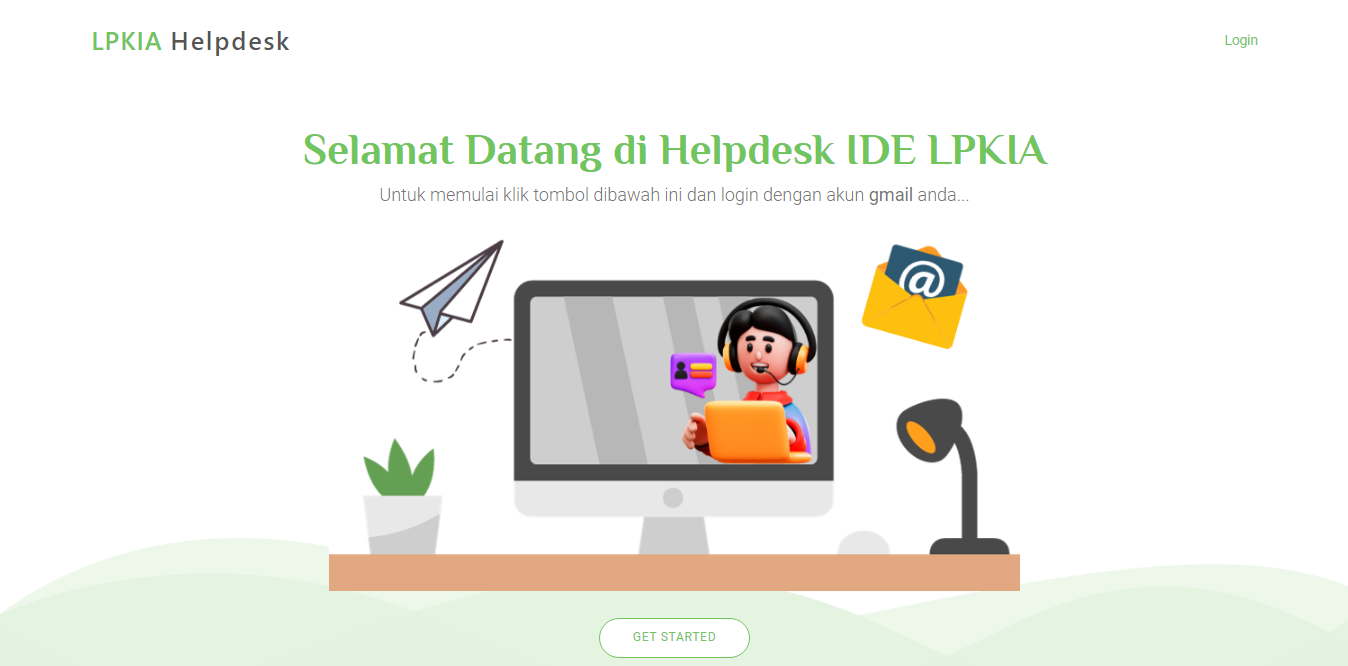 LPKIA Helpdesk
Login
Selamat Datang di Helpdesk IDE LPKIA
Untuk memulai klik tombol dibawah ini dan login dengan akun gmail anda...
@
GET STARTED